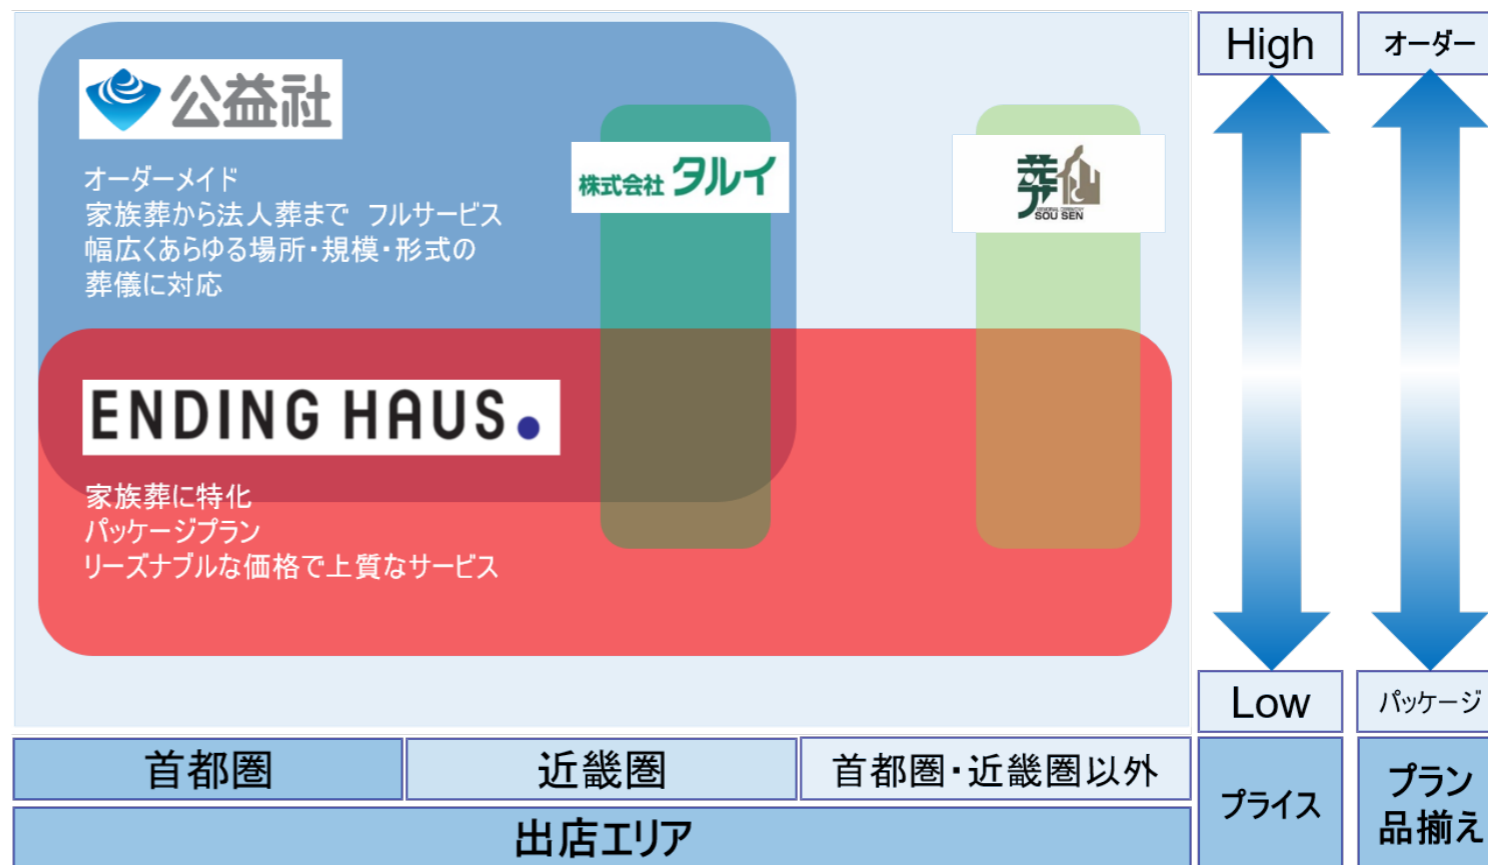 公益社
オーダーメイド
家族葬から法人葬まで フルサービス
幅広くあらゆる場所・規模・形式の
葬儀に対応
株式会社 タルイ
葬仙
SOU SEN
ENDING HAUS.
家族葬に特化
パッケージプラン
リーズナブルな価格で上質なサービス
High
オーダー
Low
パッケージ
首都圏
近畿圏
首都圏・近畿圏以外
出店エリア
プライス
プラン
品揃え